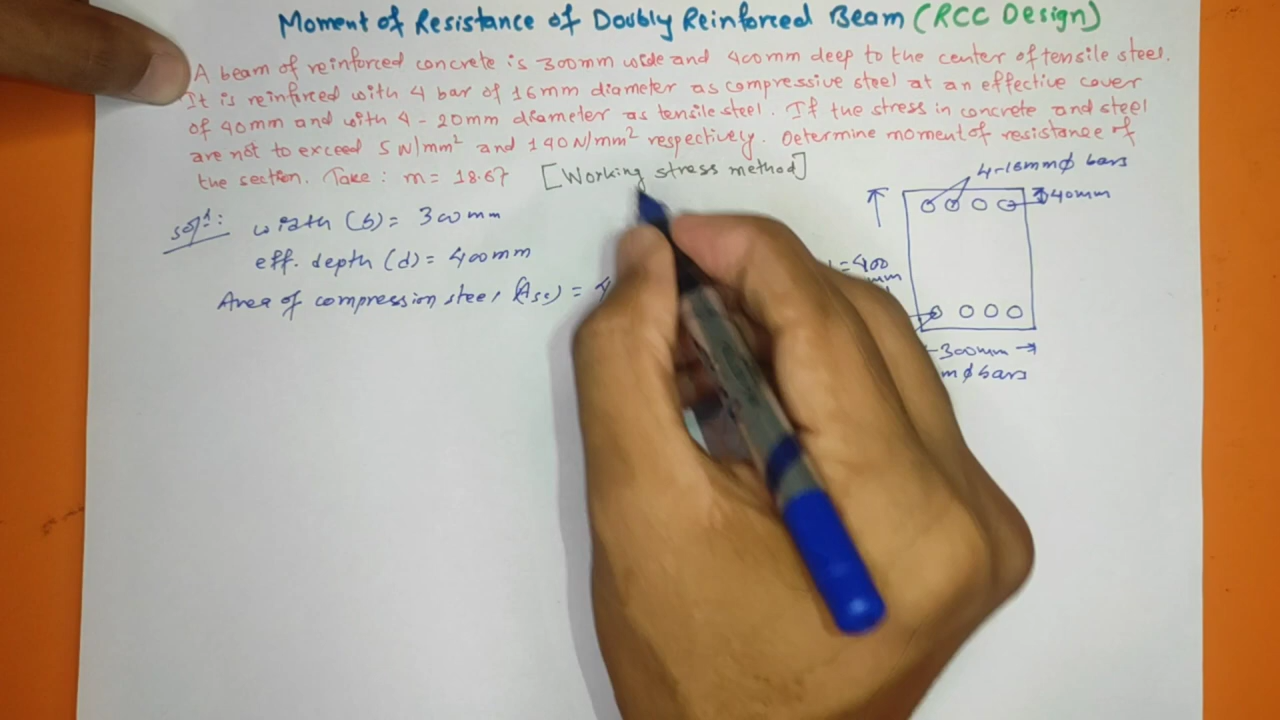 Moment of Resistance of Doubly Reinforced Beam (RCC Design)
A beam of reinforced concrete is 300mm wide and 400mm deep to the center of tensile steel.
It is reinforced with 4 bar of 16mm diameter as compressive steel at an effective cover
of 40mm and with 4-20mm diameter as tensile steel. If the stress in concrete and steel
are not to exceed 5 N/mm² and 140 N/mm² respectively. Determine moment of resistance of
the section. Take: m = 18.67 [Working stress method]
solⁿ: width (b) = 300mm
eff. depth (d) = 400mm
Area of compression steel (Asc) =
4-16mmϕ bars
40mm
= 400
mm
300mm
mϕ bars